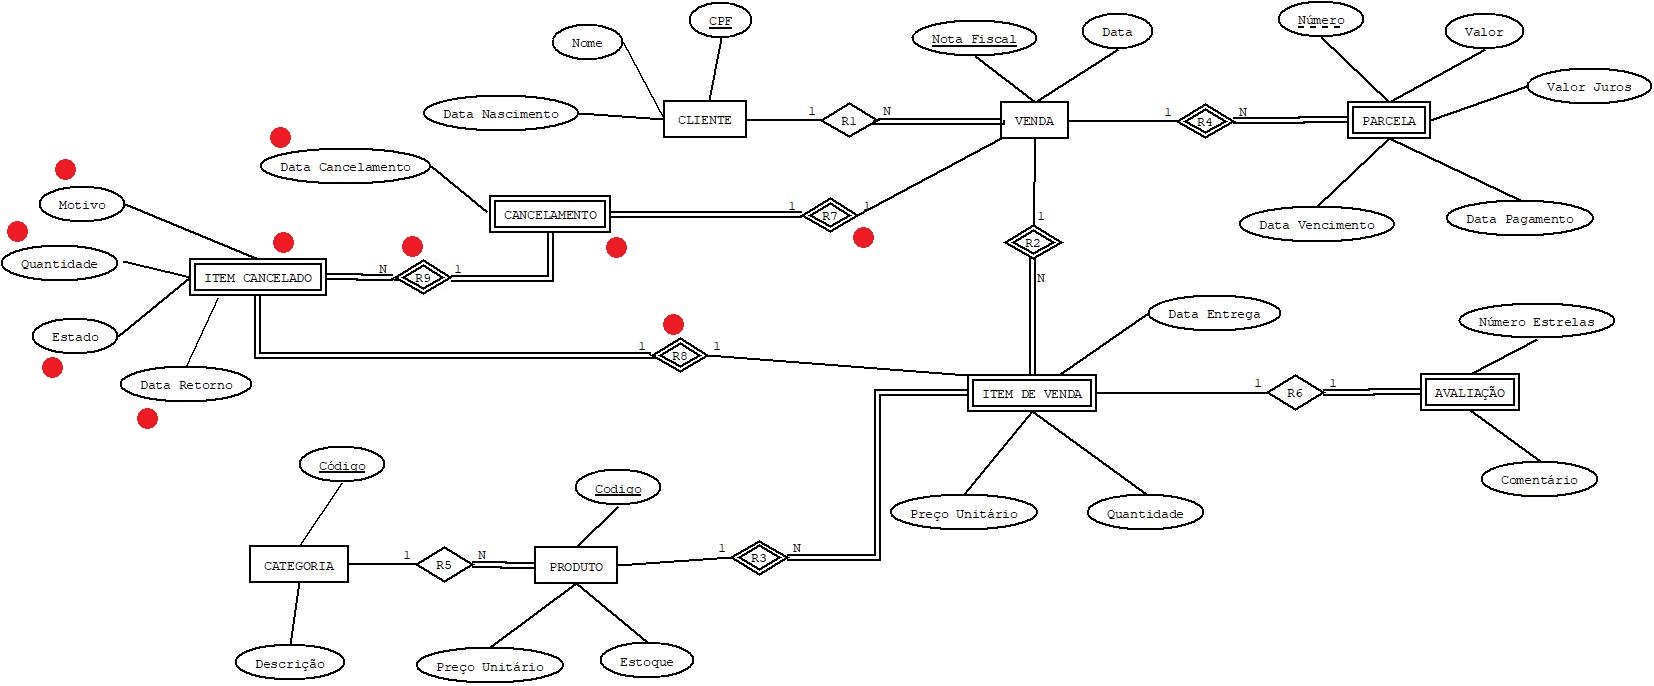 CPF
Nome
Data Nascimento
CLIENTE
1
R1
N
Nota Fiscal
Data
VENDA
1
R4
N
Número
Valor
Valor Juros
PARCELA
Data Vencimento
Data Pagamento
Data Cancelamento
CANCELAMENTO
1
R7
1
Motivo
Quantidade
ITEM CANCELADO
Estado
Data Retorno
N
R9
1
1
R2
N
1
R8
1
Data Entrega
ITEM DE VENDA
Preço Unitário
Quantidade
1
R6
1
Número Estrelas
AVALIAÇÃO
Comentário
Código
CATEGORIA
Descrição
1
R5
N
Codigo
PRODUTO
Preço Unitário
Estoque
1
R3
N